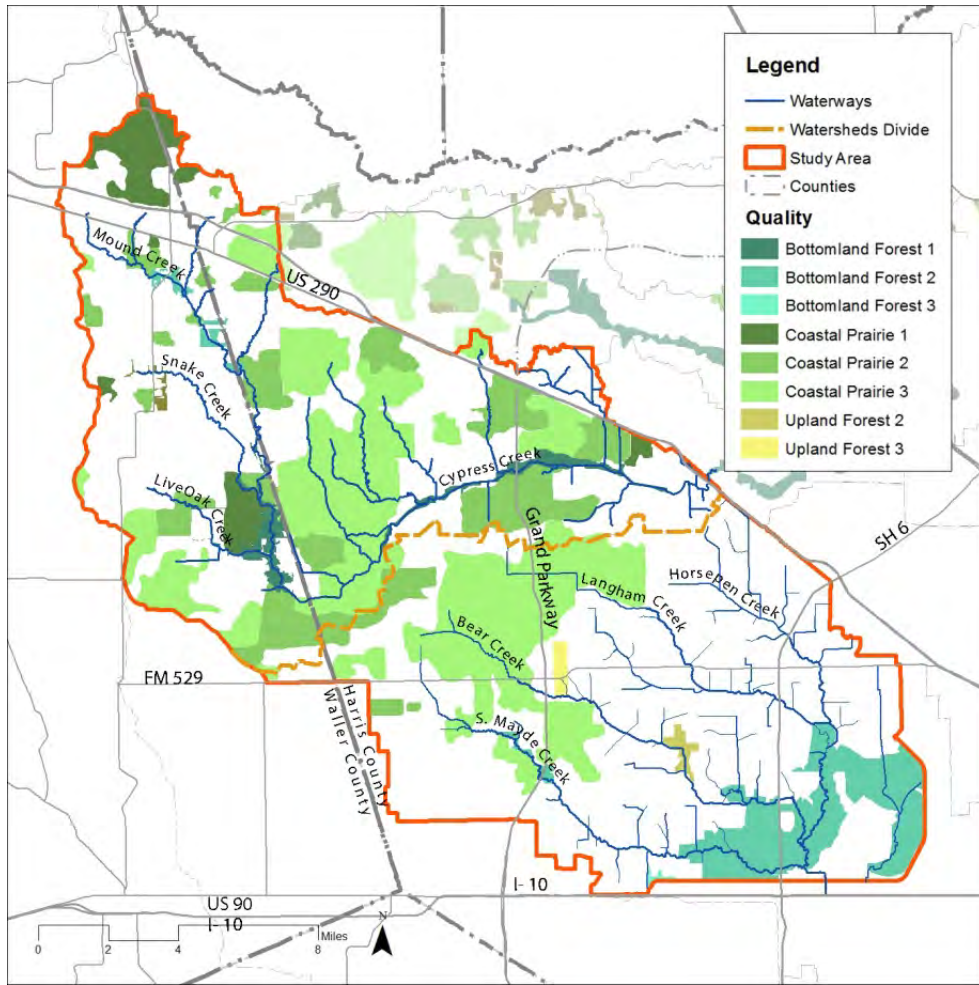 Legend
Waterways
Watersheds Divide
Study Area
Counties
Quality
Bottomland Forest 1
Bottomland Forest 2
Bottomland Forest 3
Coastal Prairie 1
Coastal Prairie 2
Coastal Prairie 3
Upland Forest 2
Upland Forest 3
Mound Creek
US 290
Snake Creek
Cypress Creek
LiveOak Creek
Grand Parkway
SH 6
Langham Creek
Horsepen Creek
Bear Creek
FM 529
Harris County
Waller County
S. Mayde Creek
I- 10
US 90
I- 10
N
Miles
0 2 4 8